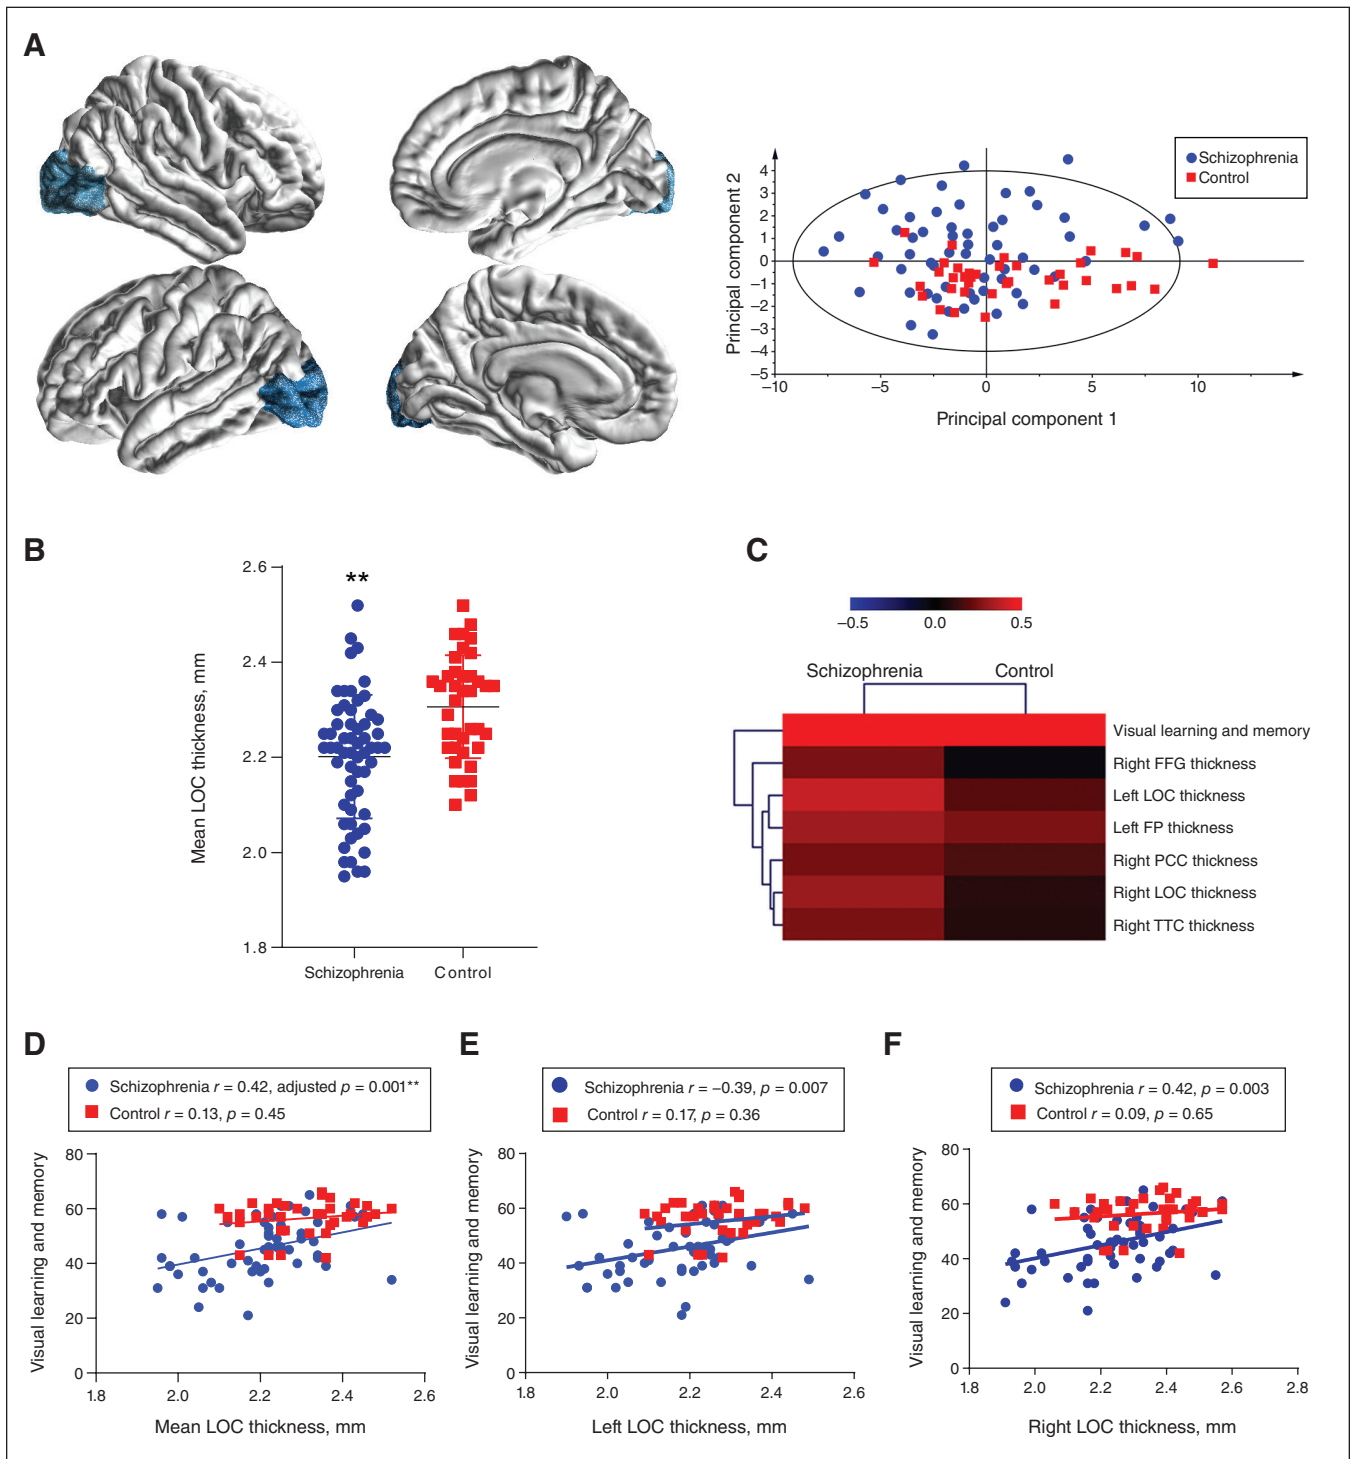 A
Schizophrenia
Control
Principal component 2
4
3
2
1
0
–1
–2
–3
–4
–5
–10
–5
0
5
10
Principal component 1
B
**
2.6
2.4
2.2
2.0
1.8
Mean LOC thickness, mm
Schizophrenia
Control
C
–0.5
0.0
0.5
Schizophrenia
Control
Visual learning and memory
Right FFG thickness
Left LOC thickness
Left FP thickness
Right PCC thickness
Right LOC thickness
Right TTC thickness
D
Schizophrenia r = 0.42, adjusted p = 0.001**
Control r = 0.13, p = 0.45
Visual learning and memory
80
60
40
20
0
1.8
2.0
2.2
2.4
2.6
Mean LOC thickness, mm
E
Schizophrenia r = –0.39, p = 0.007
Control r = 0.17, p = 0.36
Visual learning and memory
80
60
40
20
0
2.0
2.2
2.4
2.6
Left LOC thickness, mm
F
Schizophrenia r = 0.42, p = 0.003
Control r = 0.09, p = 0.65
Visual learning and memory
80
60
40
20
0
1.8
2.0
2.2
2.4
2.6
2.8
Right LOC thickness, mm